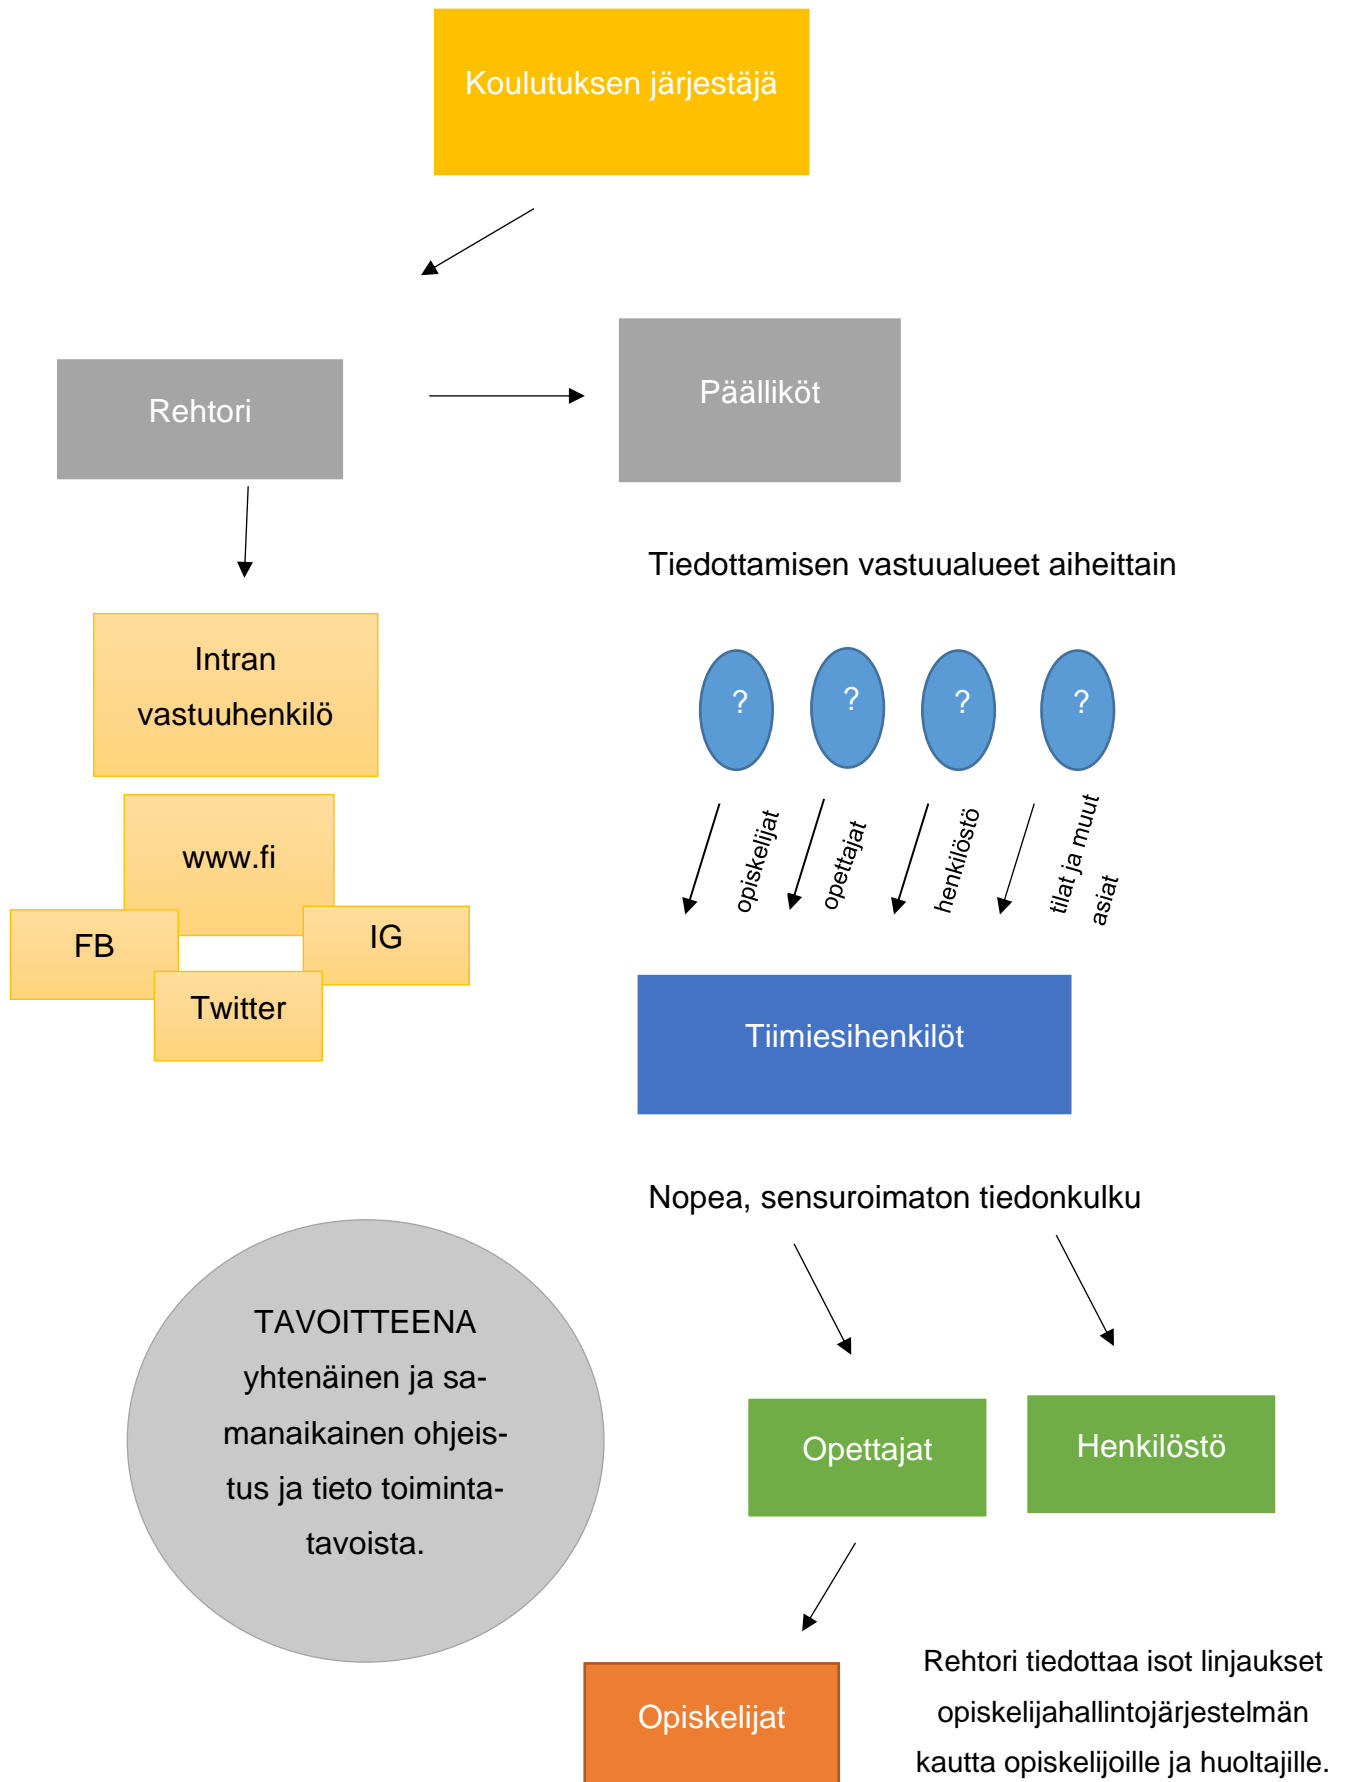 Koulutuksen järjestäjä
Rehtori
Päälliköt
Tiedottamisen vastuualueet aiheittain
Intran
vastuuhenkilö
?
?
?
?
www.fi
FB
IG
Twitter
opiskelijat
opettajat
henkilöstö
tilat ja muut
asiat
Tiimiesihenkilöt
Nopea, sensuroimaton tiedonkulku
TAVOITTEENA
yhtenäinen ja sa-
manaikainen ohjeis-
tus ja tieto toiminta-
tavoista.
Opettajat
Henkilöstö
Opiskelijat
Rehtori tiedottaa isot linjaukset
opiskelijahallintojärjestelmän
kautta opiskelijoille ja huoltajille.